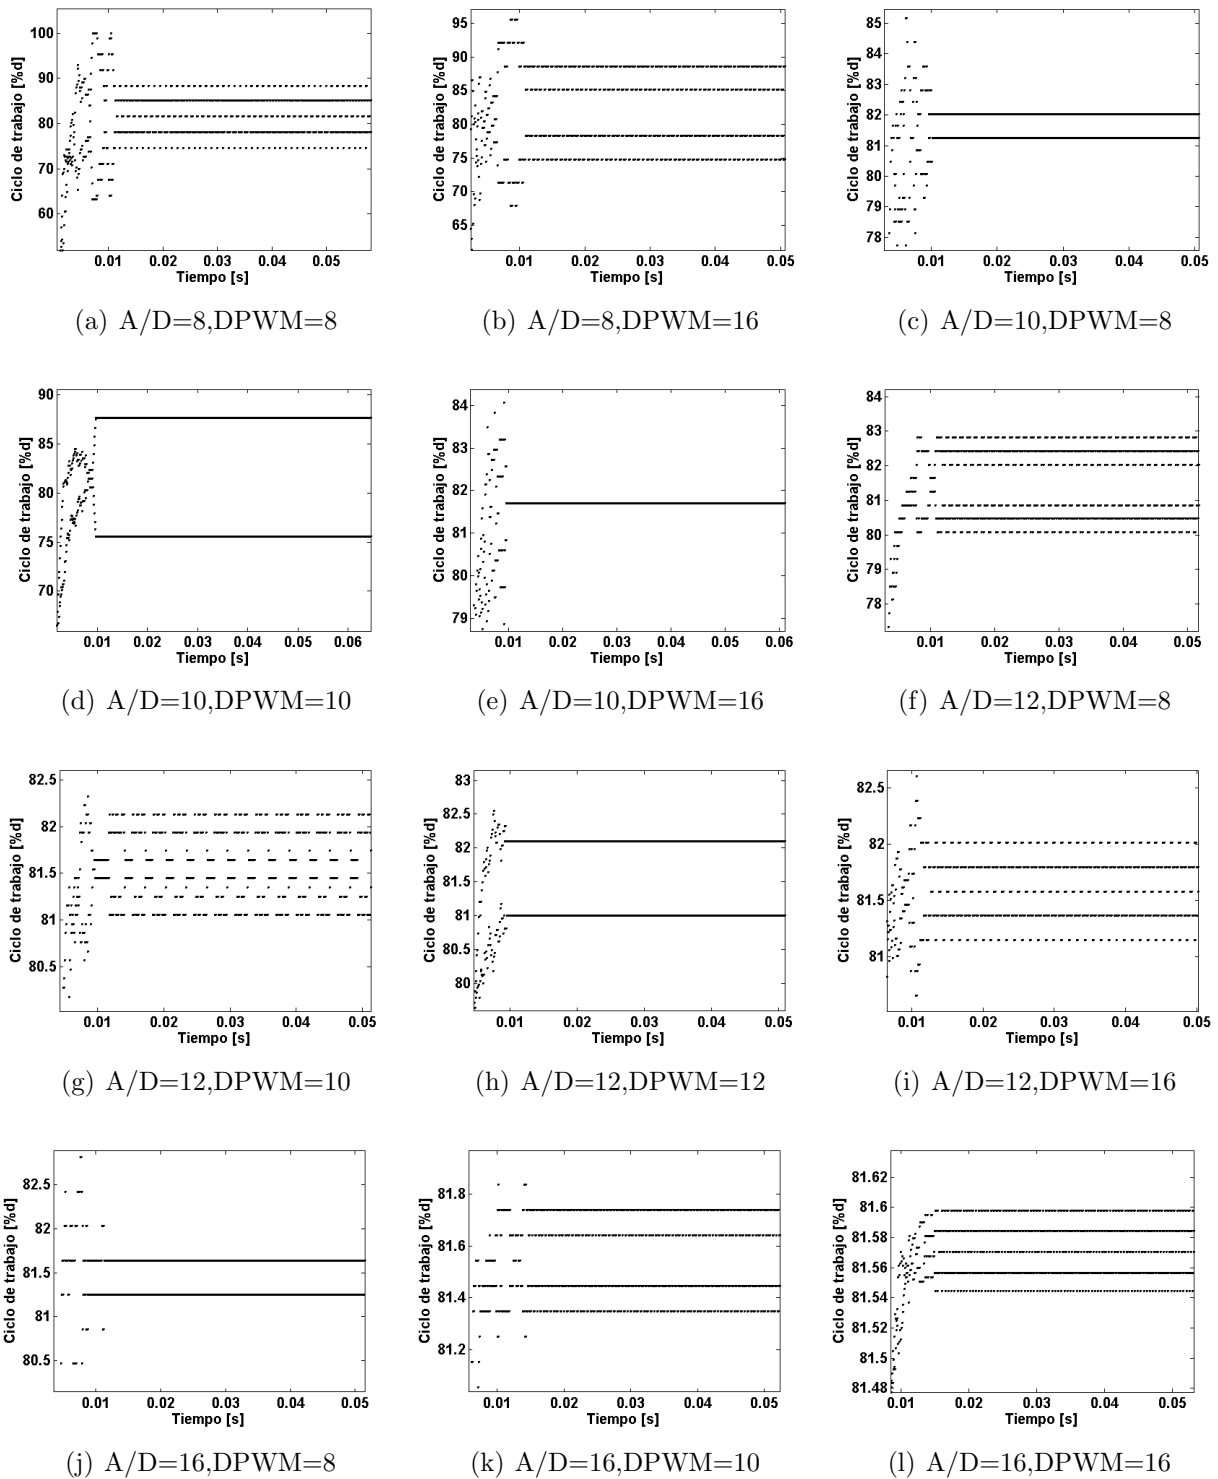 Ciclo de trabajo [%d]
100
90
80
70
60
0.01 0.02 0.03 0.04 0.05
Tiempo [s]
(a) A/D=8,DPWM=8
Ciclo de trabajo [%d]
95
90
85
80
75
70
65
0.01 0.02 0.03 0.04 0.05
Tiempo [s]
(b) A/D=8,DPWM=16
Ciclo de trabajo [%d]
85
84
83
82
81
80
79
78
0.01 0.02 0.03 0.04 0.05
Tiempo [s]
(c) A/D=10,DPWM=8
Ciclo de trabajo [%d]
90
85
80
75
70
0.01 0.02 0.03 0.04 0.05 0.06
Tiempo [s]
(d) A/D=10,DPWM=10
Ciclo de trabajo [%d]
84
83
82
81
80
79
0.01 0.02 0.03 0.04 0.05 0.06
Tiempo [s]
(e) A/D=10,DPWM=16
Ciclo de trabajo [%d]
84
83
82
81
80
79
78
0.01 0.02 0.03 0.04 0.05
Tiempo [s]
(f) A/D=12,DPWM=8
Ciclo de trabajo [%d]
82.5
82
81.5
81
80.5
0.01 0.02 0.03 0.04 0.05
Tiempo [s]
(g) A/D=12,DPWM=10
Ciclo de trabajo [%d]
83
82.5
82
81.5
81
80.5
80
0.01 0.02 0.03 0.04 0.05
Tiempo [s]
(h) A/D=12,DPWM=12
Ciclo de trabajo [%d]
82.5
82
81.5
81
0.01 0.02 0.03 0.04 0.05
Tiempo [s]
(i) A/D=12,DPWM=16
Ciclo de trabajo [%d]
82.5
82
81.5
81
80.5
0.01 0.02 0.03 0.04 0.05
Tiempo [s]
(j) A/D=16,DPWM=8
Ciclo de trabajo [%d]
81.8
81.6
81.4
81.2
0.01 0.02 0.03 0.04 0.05
Tiempo [s]
(k) A/D=16,DPWM=10
Ciclo de trabajo [%d]
81.62
81.6
81.58
81.56
81.54
81.52
81.5
81.48
0.01 0.02 0.03 0.04 0.05
Tiempo [s]
(l) A/D=16,DPWM=16